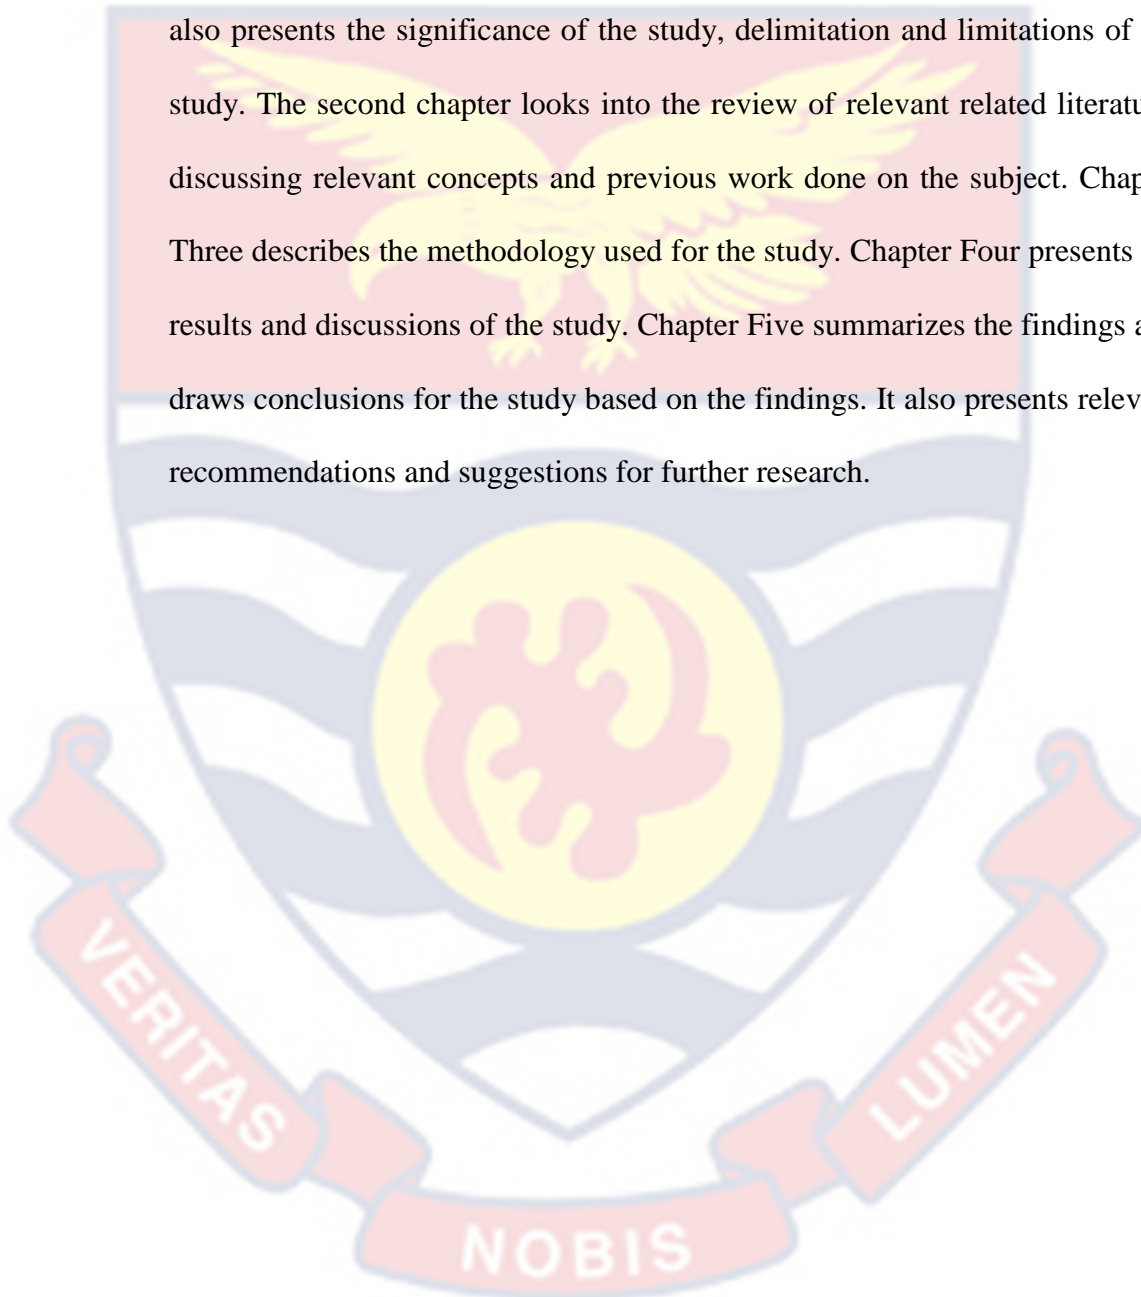 also presents the significance of the study, delimitation and limitations of
study. The second chapter looks into the review of relevant related literatu
discussing relevant concepts and previous work done on the subject. Chap
Three describes the methodology used for the study. Chapter Four presents
results and discussions of the study. Chapter Five summarizes the findings a
draws conclusions for the study based on the findings. It also presents relev
recommendations and suggestions for further research.
VERITAS
NOBIS
LUMEN